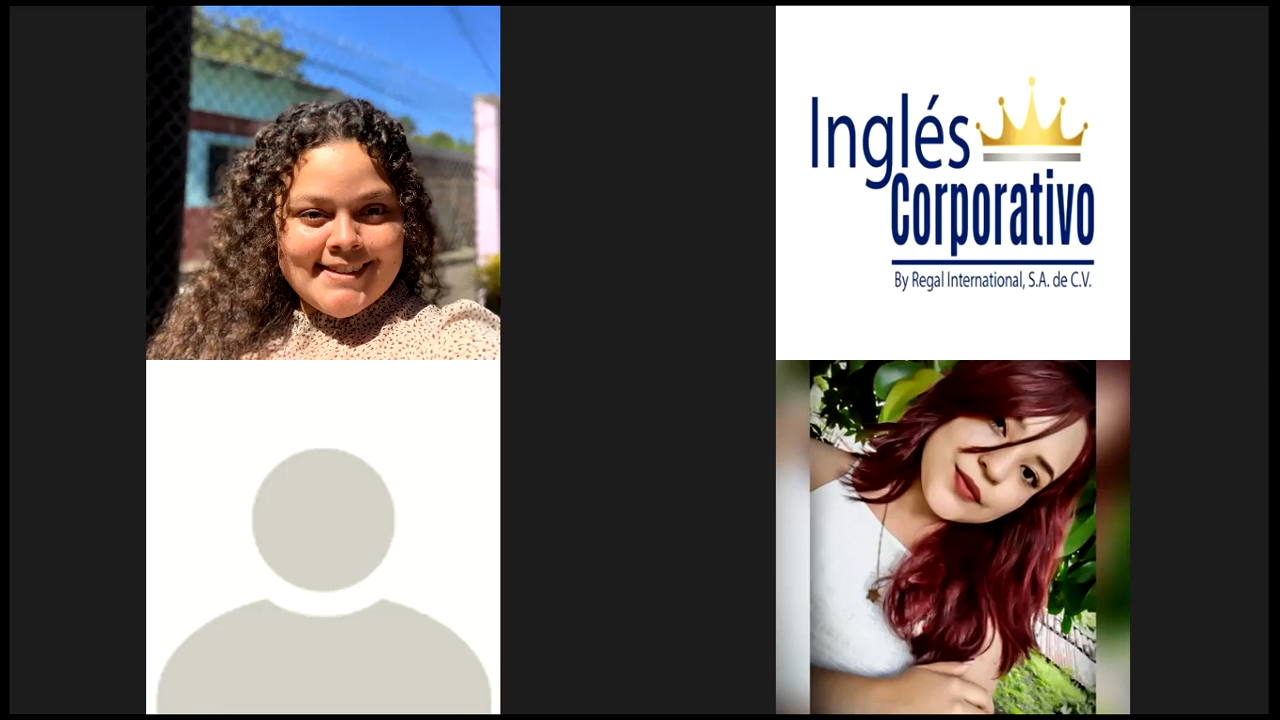 Inglés
Corporativo
By Regal International, S.A. de C.V.